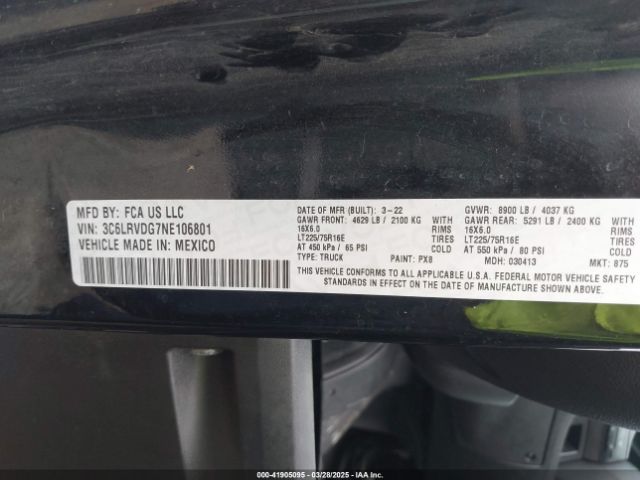 MFD BY: FCA US LLC
VIN: 3C6LRVDG7NE106801
VEHICLE MADE IN: MEXICO
DATE OF MFR (BUILT): 3-22
GAWR FRONT: 4629 LB / 2100 KG WITH
16X6.0 RIMS
LT225/75R16E TIRES
AT 450 kPa / 65 PSI COLD
TYPE: TRUCK PAINT: PX8
GVWR: 8900 LB / 4037 KG
GAWR REAR: 5291 LB / 2400 KG WITH
16X6.0 RIMS
LT225/75R16E TIRES
AT 550 kPa / 80 PSI COLD
MDH: 030413 MKT: 875
THIS VEHICLE CONFORMS TO ALL APPLICABLE U.S.A. FEDERAL MOTOR VEHICLE SAFETY
STANDARDS IN EFFECT ON THE DATE OF MANUFACTURE SHOWN ABOVE.
000-41905095 | 03/28/2025 | IAAI.COM